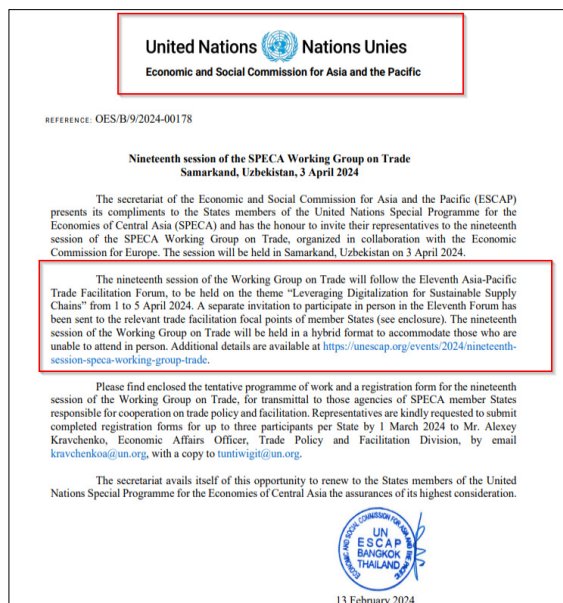 United Nations Nations Unies
Economic and Social Commission for Asia and the Pacific
REFERENCE: OES/B/9/2024-00178
Nineteenth session of the SPECA Working Group on Trade
Samarkand, Uzbekistan, 3 April 2024
The secretariat of the Economic and Social Commission for Asia and the Pacific (ESCAP)
presents its compliments to the States members of the United Nations Special Programme for the
Economies of Central Asia (SPECA) and has the honour to invite their representatives to the nineteenth
session of the SPECA Working Group on Trade, organized in collaboration with the Economic
Commission for Europe. The session will be held in Samarkand, Uzbekistan on 3 April 2024.
The nineteenth session of the Working Group on Trade will follow the Eleventh Asia-Pacific
Trade Facilitation Forum, to be held on the theme “Leveraging Digitalization for Sustainable Supply
Chains” from 1 to 5 April 2024. A separate invitation to participate in person in the Eleventh Forum has
been sent to the relevant trade facilitation focal points of member States (see enclosure). The nineteenth
session of the Working Group on Trade will be held in a hybrid format to accommodate those who are
unable to attend in person. Additional details are available at https://unescap.org/events/2024/nineteenth-
session-speca-working-group-trade.
Please find enclosed the tentative programme of work and a registration form for the nineteenth
session of the Working Group on Trade, for transmittal to those agencies of SPECA member States
responsible for cooperation on trade policy and facilitation. Representatives are kindly requested to submit
completed registration forms for up to three participants per State by 1 March 2024 to Mr. Alexey
Kravchenko, Economic Affairs Officer, Trade Policy and Facilitation Division, by email
kravchenkoa@un.org, with a copy to tuntiwigit@un.org.
The secretariat avails itself of this opportunity to renew to the States members of the United
Nations Special Programme for the Economies of Central Asia the assurances of its highest consideration.
ECONOMIC AND SOCIAL COMMISSION FOR ASIA AND THE PACIFIC
UN
ESCAP
BANGKOK
THAILAND
13 February 2024